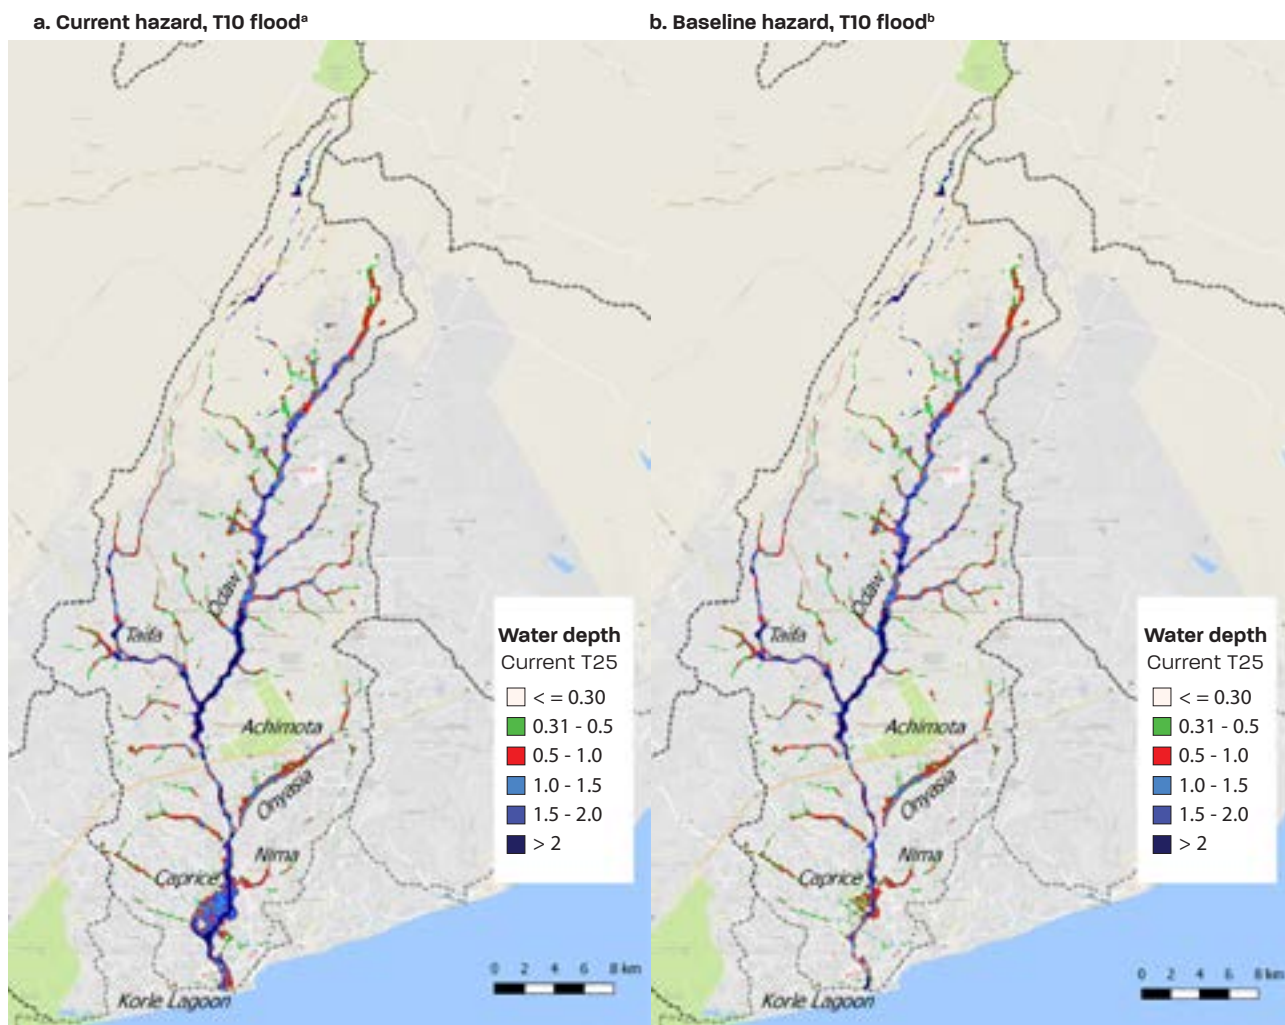 a. Current hazard, T10 floodᵃ
b. Baseline hazard, T10 floodᵇ
Odaw
Taifa
Achimota
Onyasia
Nima
Caprice
Korle Lagoon
Water depth
Current T25
< = 0.30
0.31 - 0.5
0.5 - 1.0
1.0 - 1.5
1.5 - 2.0
> 2
0 2 4 6 8 km
Odaw
Taifa
Achimota
Onyasia
Nima
Caprice
Korle Lagoon
Water depth
Current T25
< = 0.30
0.31 - 0.5
0.5 - 1.0
1.0 - 1.5
1.5 - 2.0
> 2
0 2 4 6 8 km